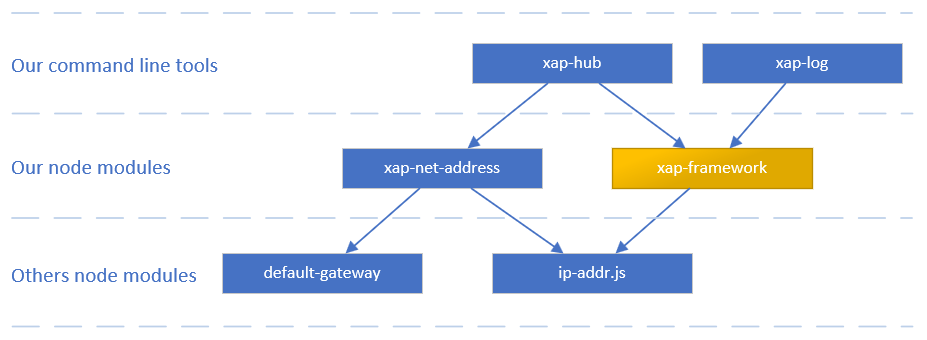 Our command line tools
xap-hub
xap-log
Our node modules
xap-net-address
xap-framework
Others node modules
default-gateway
ip-addr.js